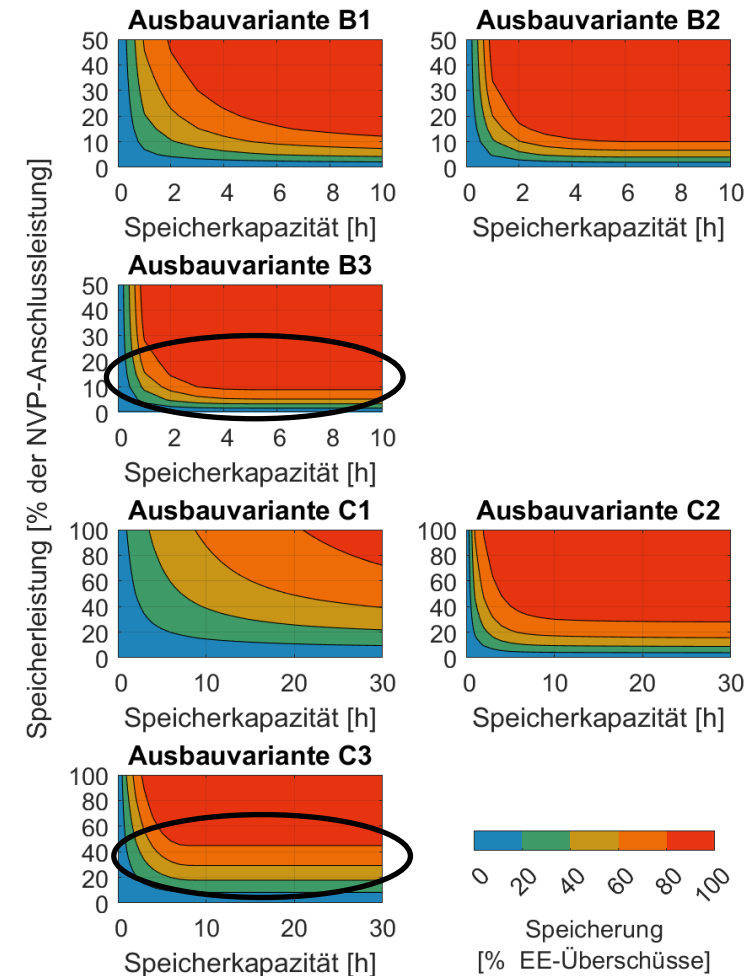 Ausbauvariante B1
50
40
30
20
10
0
0 2 4 6 8 10
Speicherkapazität [h]
Ausbauvariante B2
50
40
30
20
10
0
0 2 4 6 8 10
Speicherkapazität [h]
Ausbauvariante B3
50
40
30
20
10
0
0 2 4 6 8 10
Speicherkapazität [h]
Speicherleistung [% der NVP-Anschlussleistung]
Ausbauvariante C1
100
80
60
40
20
0
0 10 20 30
Speicherkapazität [h]
Ausbauvariante C2
100
80
60
40
20
0
0 10 20 30
Speicherkapazität [h]
Ausbauvariante C3
100
80
60
40
20
0
0 10 20 30
Speicherkapazität [h]
0 20 40 60 80 100
Speicherung
[% EE-Überschüsse]